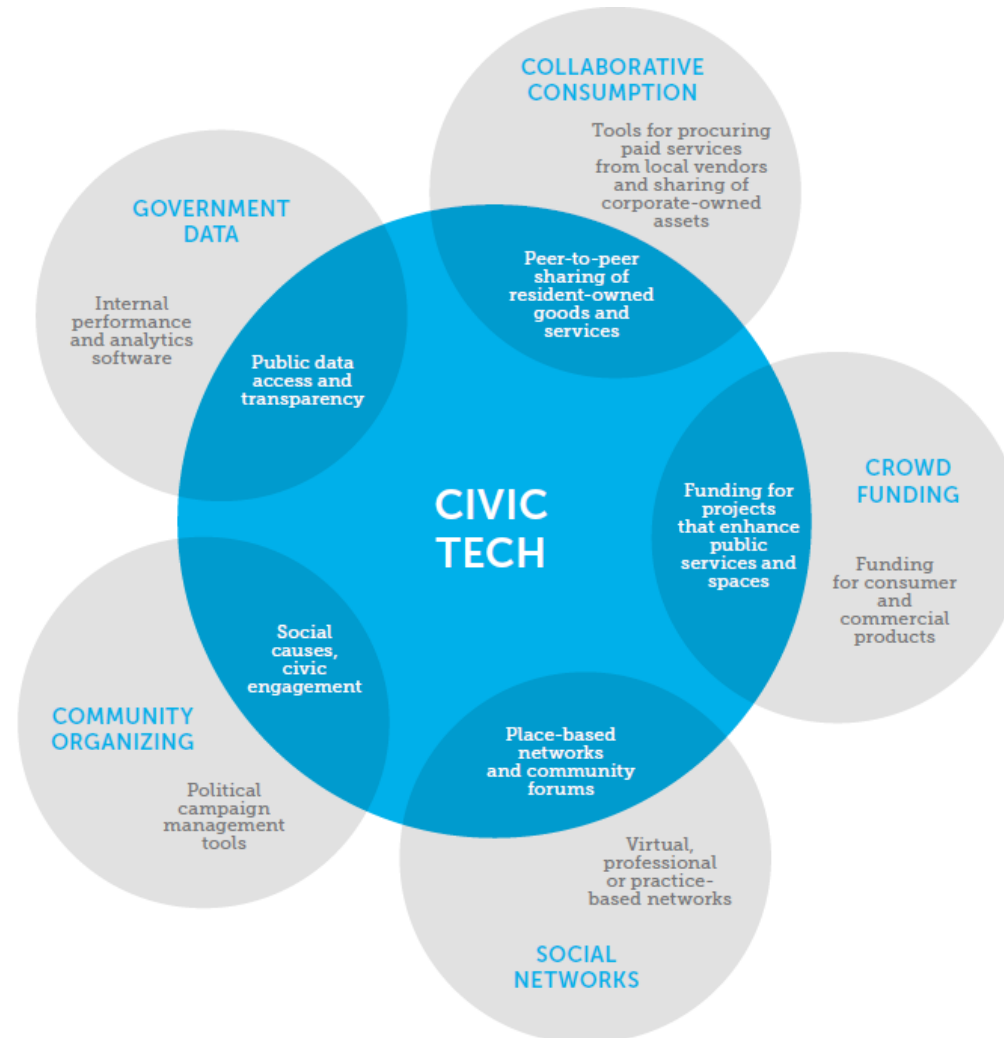 COLLABORATIVE
CONSUMPTION
Tools for procuring
paid services
from local vendors
and sharing of
corporate-owned
assets
Peer-to-peer
sharing of
resident-owned
goods and
services
GOVERNMENT
DATA
Internal
performance
and analytics
software
Public data
access and
transparency
CIVIC
TECH
CROWD
FUNDING
Funding for
projects
that enhance
public
services and
spaces
Funding
for consumer
and
commercial
products
Social
causes,
civic
engagement
COMMUNITY
ORGANIZING
Political
campaign
management
tools
Place-based
networks
and community
forums
Virtual,
professional
or practice-
based networks
SOCIAL
NETWORKS